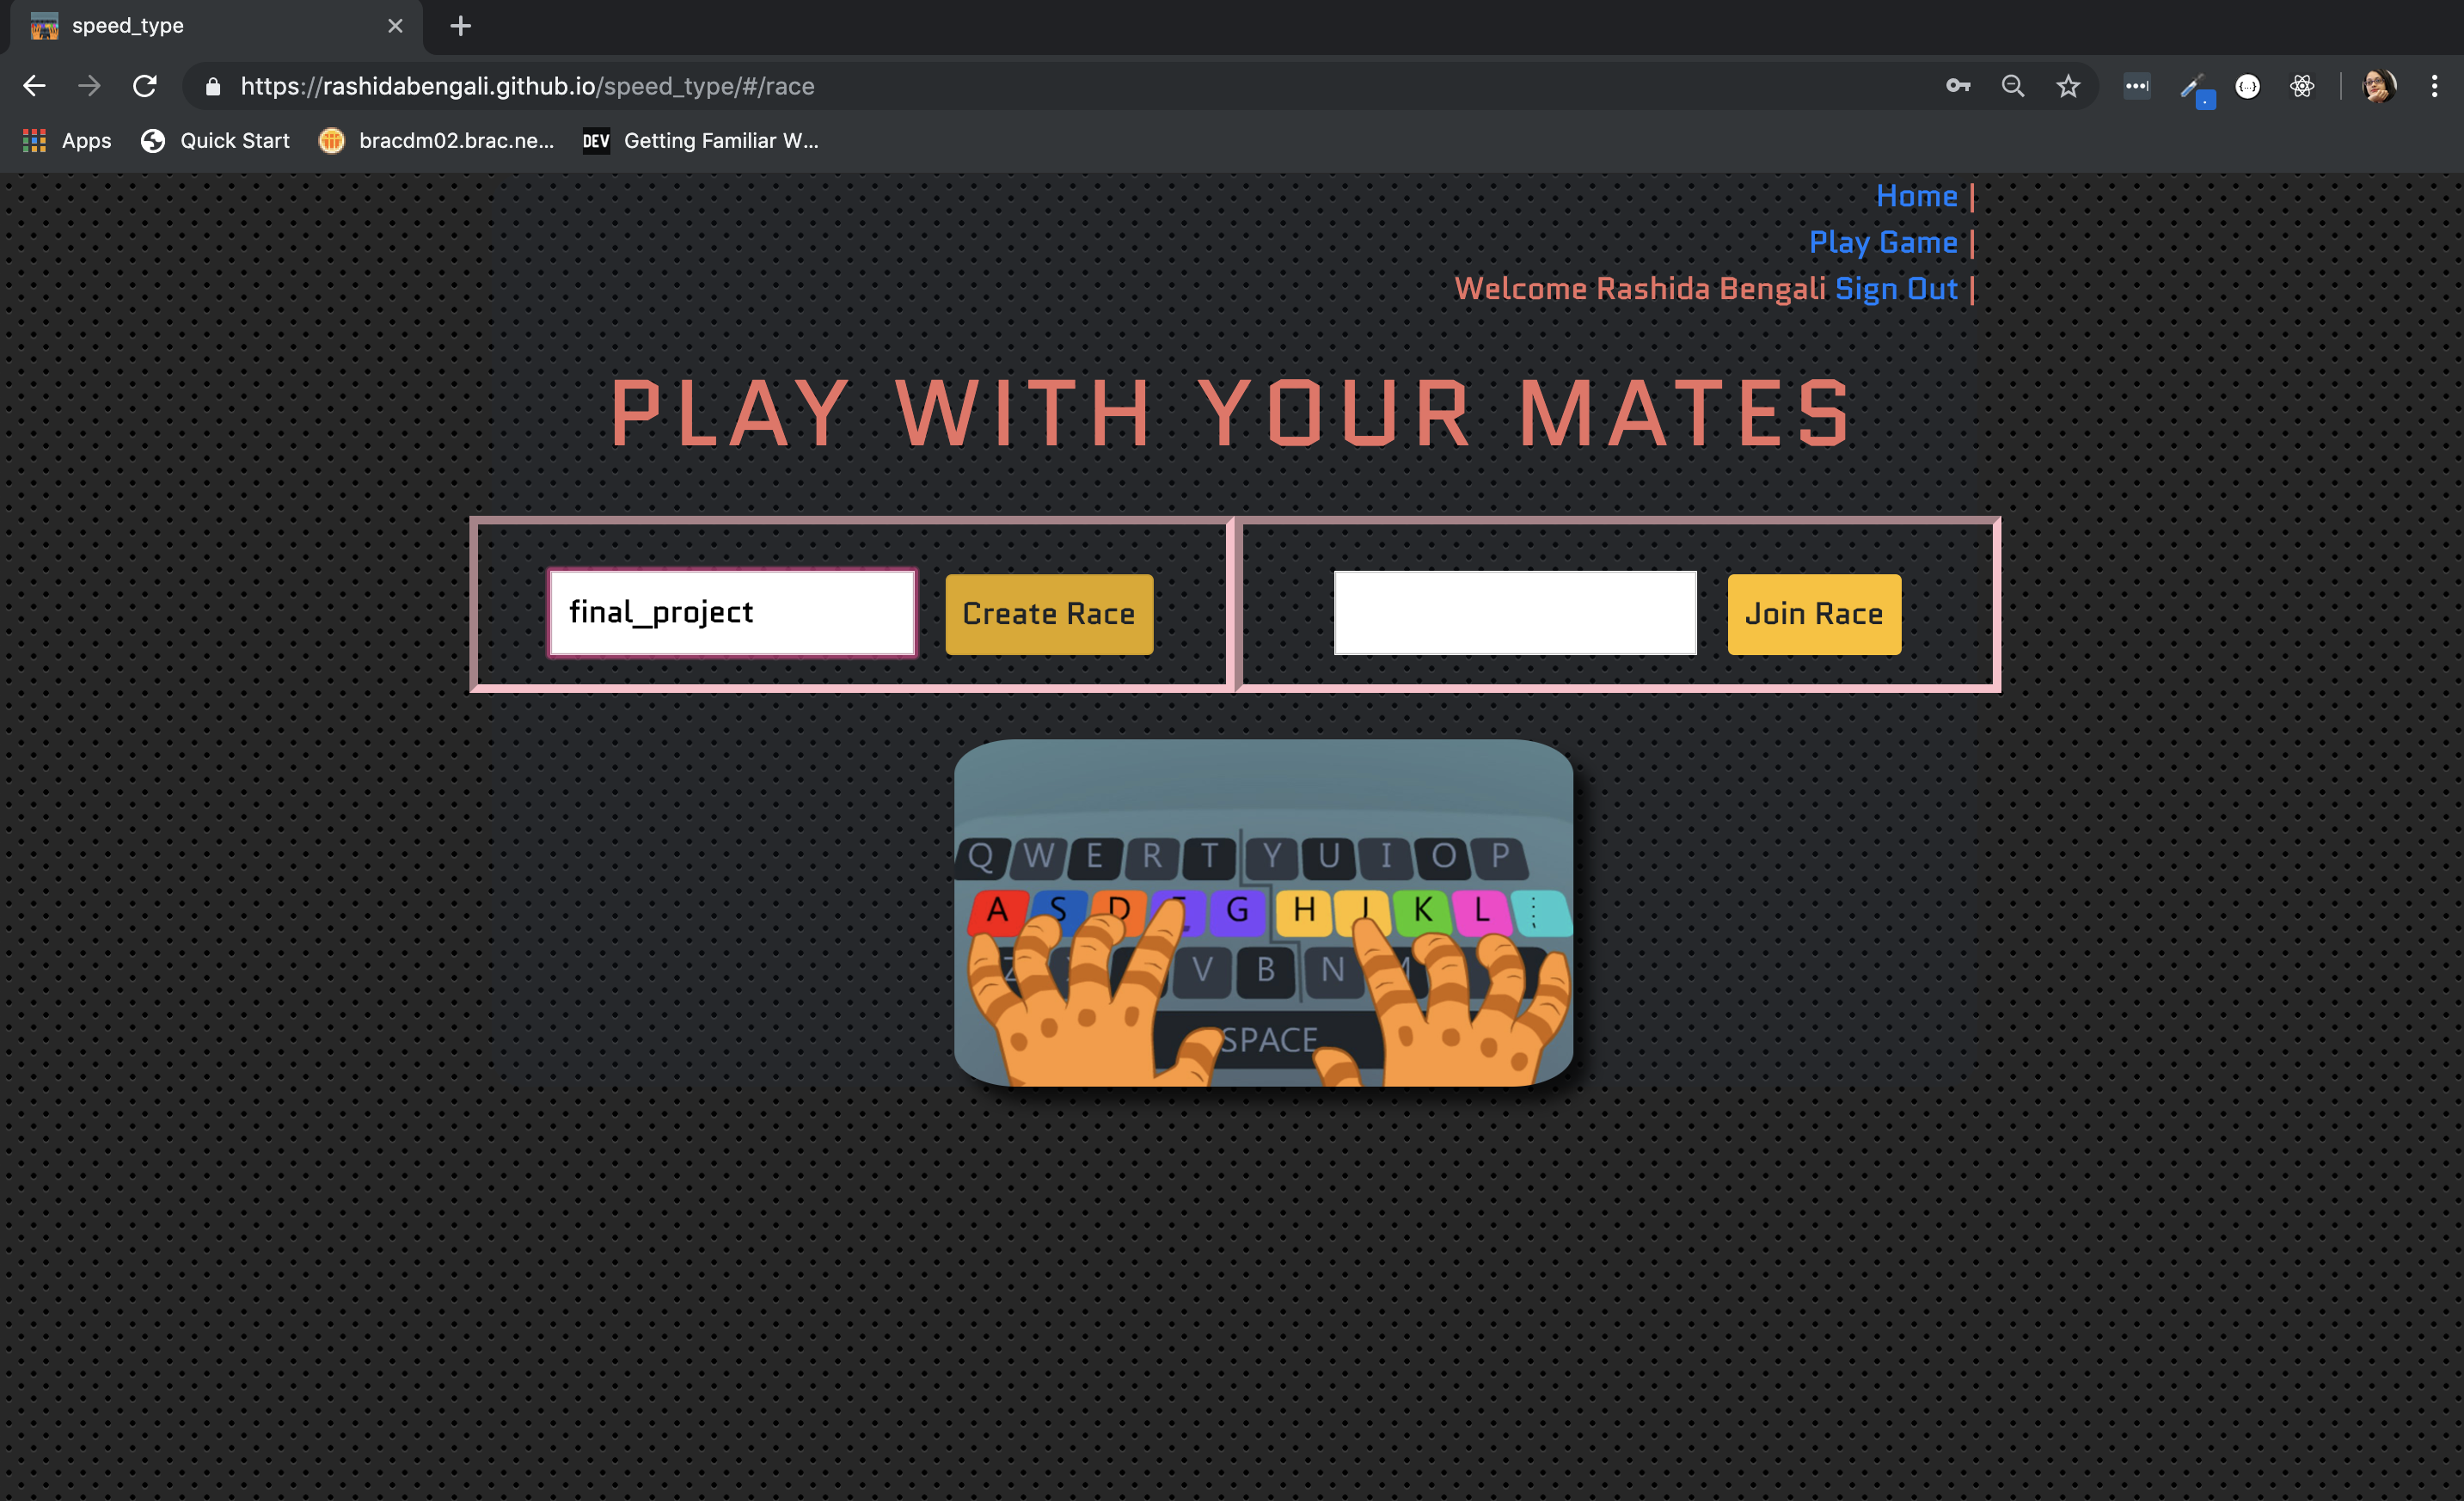 speed_type
https://rashidabengali.github.io/speed_type/#/race
Apps Quick Start bracdm02.brac.ne... DEV Getting Familiar W...
Home |
Play Game |
Welcome Rashida Bengali Sign Out |
PLAY WITH YOUR MATES
final_project Create Race Join Race
Q W E R T Y U I O P
A S D G H J K L ;
Z V B N M
SPACE